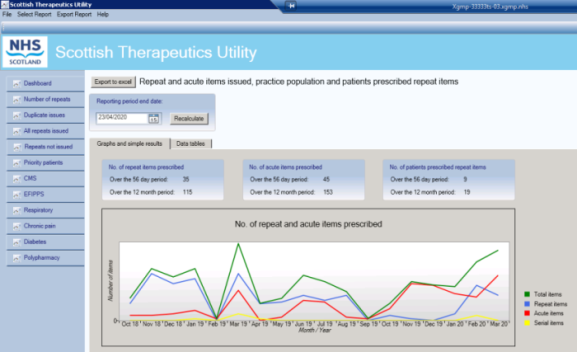 Scottish Therapeutics Utility
Xgmp-33333ts-03.xgmp.nhs
File Select Report Export Report Help
NHS
SCOTLAND
Scottish Therapeutics Utility
Dashboard
Number of repeats
Duplicate issues
All repeats issued
Repeats not issued
Priority patients
CMS
EF/PPS
Respiratory
Chronic pain
Diabetes
Polypharmacy
Export to excel
Repeat and acute items issued, practice population and patients prescribed repeat items
Reporting period end date:
23/04/2020
15
Recalculate
Graphs and simple results
Data tables
No. of repeat items prescribed
Over the 56 day period: 35
Over the 12 month period: 115
No. of acute items prescribed
Over the 56 day period: 45
Over the 12 month period: 153
No. of patients prescribed repeat items
Over the 56 day period: 9
Over the 12 month period: 19
No. of repeat and acute items prescribed
Number of items
0
Oct 18 Nov 18 Dec 18 Jan 19 Feb 19 Mar 19 Apr 19 May 19 Jun 19 Jul 19 Aug 19 Sep 19 Oct 19 Nov 19 Dec 19 Jan 20 Feb 20 Mar 20
Month / Year
Total items
Repeat items
Acute items
Serial items